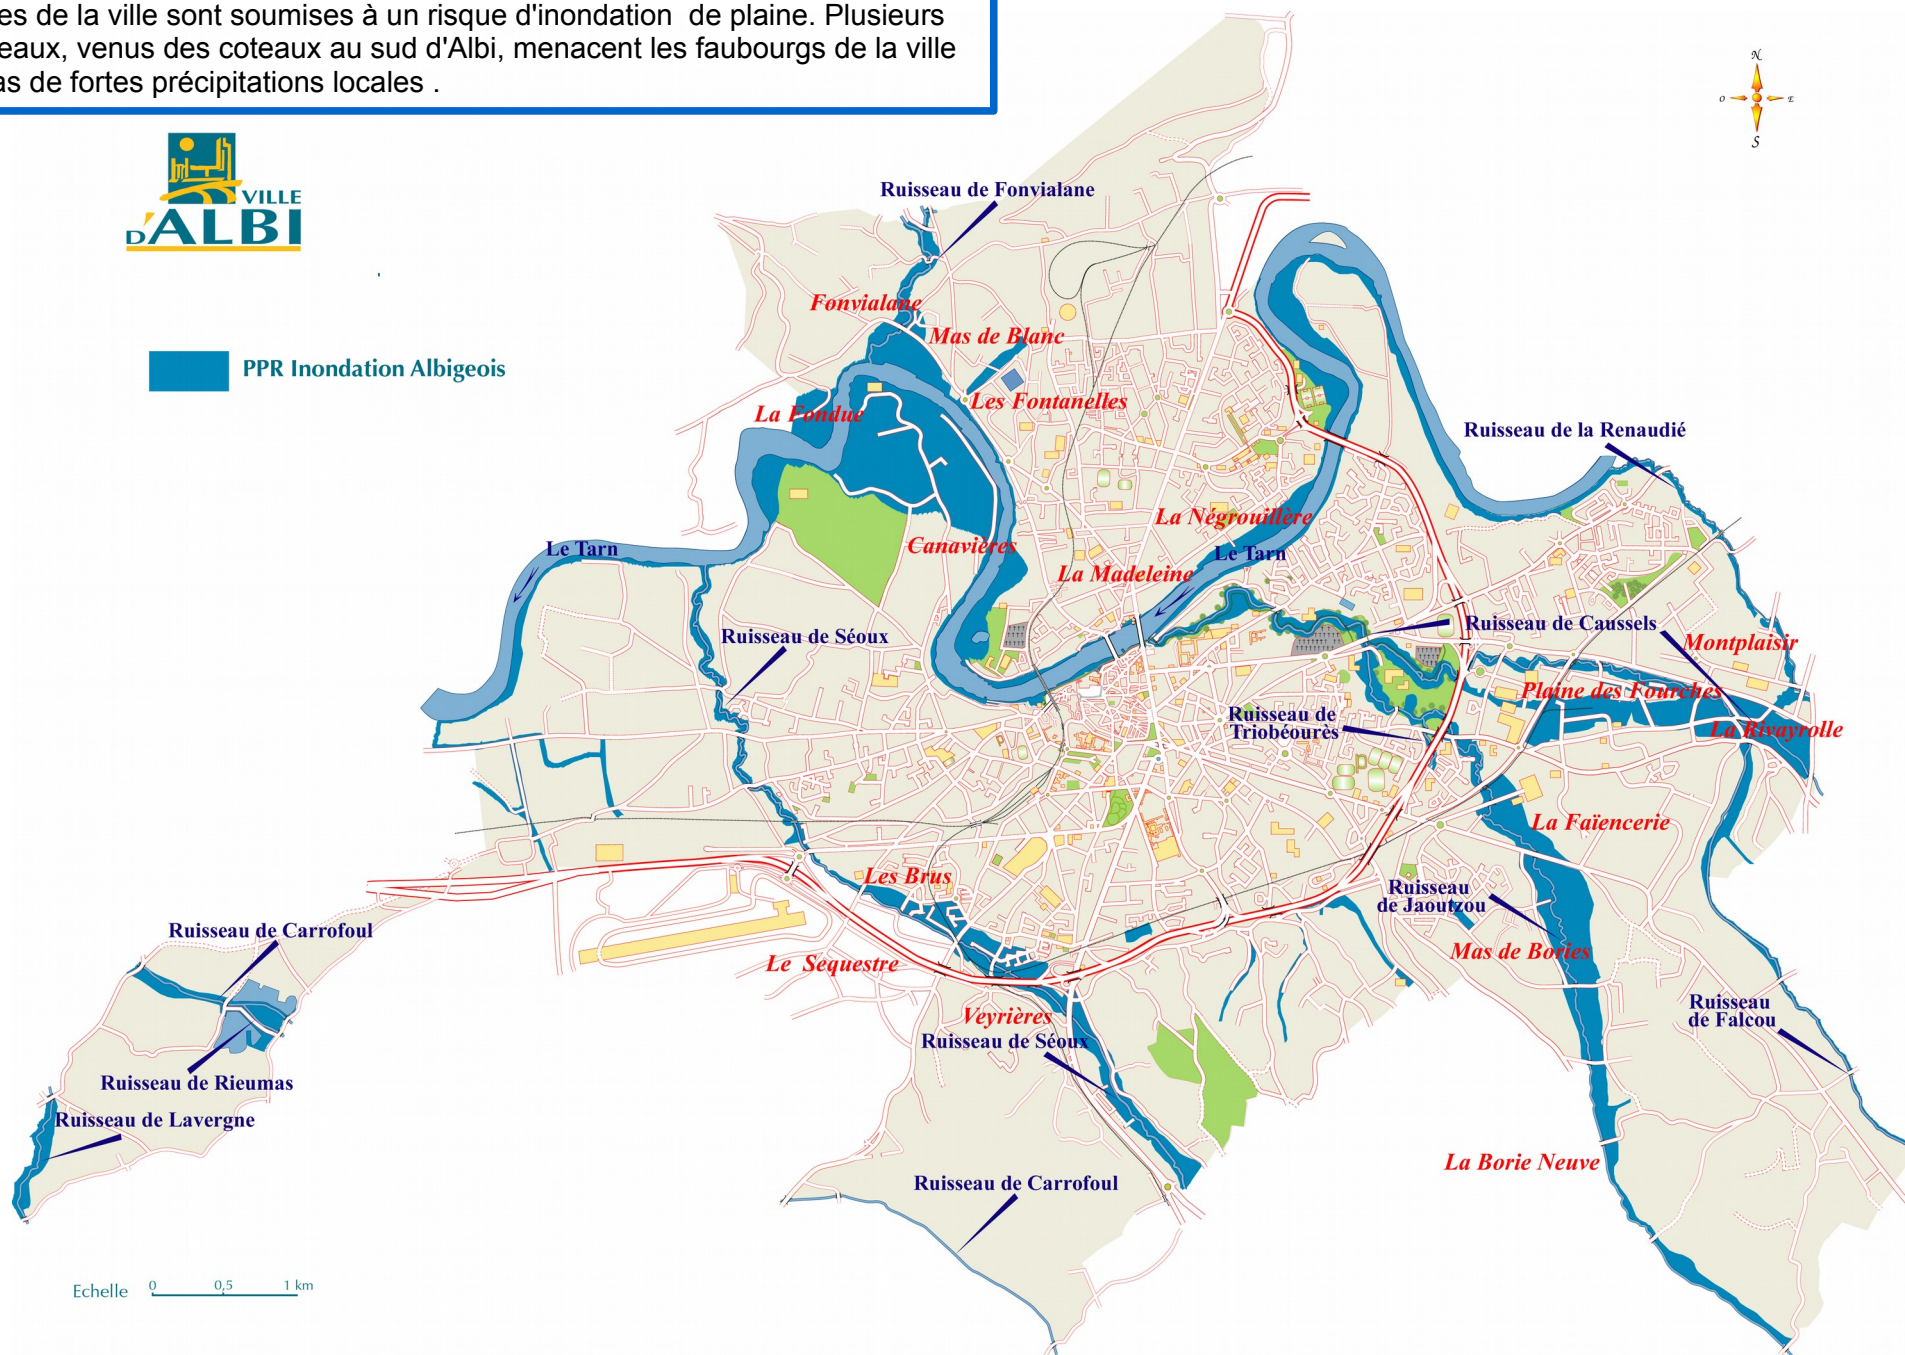 es de la ville sont soumises à un risque d'inondation  de plaine. Plusieurs
eaux, venus des coteaux au sud d'Albi, menacent les faubourgs de la ville
as de fortes précipitations locales .
N
O
E
S
VILLE
D'ALBI
Ruisseau de Fonvialane
Fonvialane
Mas de Blanc
PPR Inondation Albigeois
La Fondue
Les Fontanelles
Ruisseau de la Renaudié
La Négrouillère
Le Tarn
Canavières
Le Tarn
La Madeleine
Ruisseau de Séoux
Ruisseau de Caussels
Montplaisir
Plaine des Fourches
Ruisseau de
Triobéourès
La Rivayrolle
La Faïencerie
Les Brus
Ruisseau
de Jaoutzou
Ruisseau de Carrofoul
Mas de Bories
Le Sequestre
Veyrières
Ruisseau
de Falcou
Ruisseau de Séoux
Ruisseau de Rieumas
Ruisseau de Lavergne
La Borie Neuve
Ruisseau de Carrofoul
Echelle 0 0,5 1 km